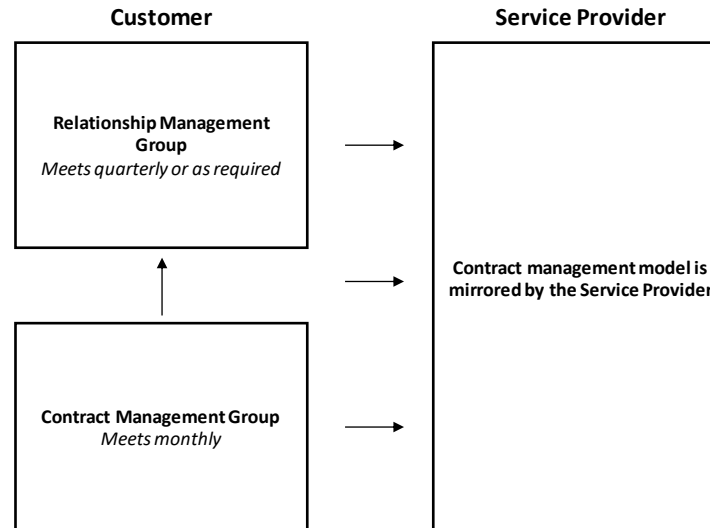 Customer
Service Provider
Relationship Management
Group
Meets quarterly or as required
Contract management model is
mirrored by the Service Provider
Contract Management Group
Meets monthly